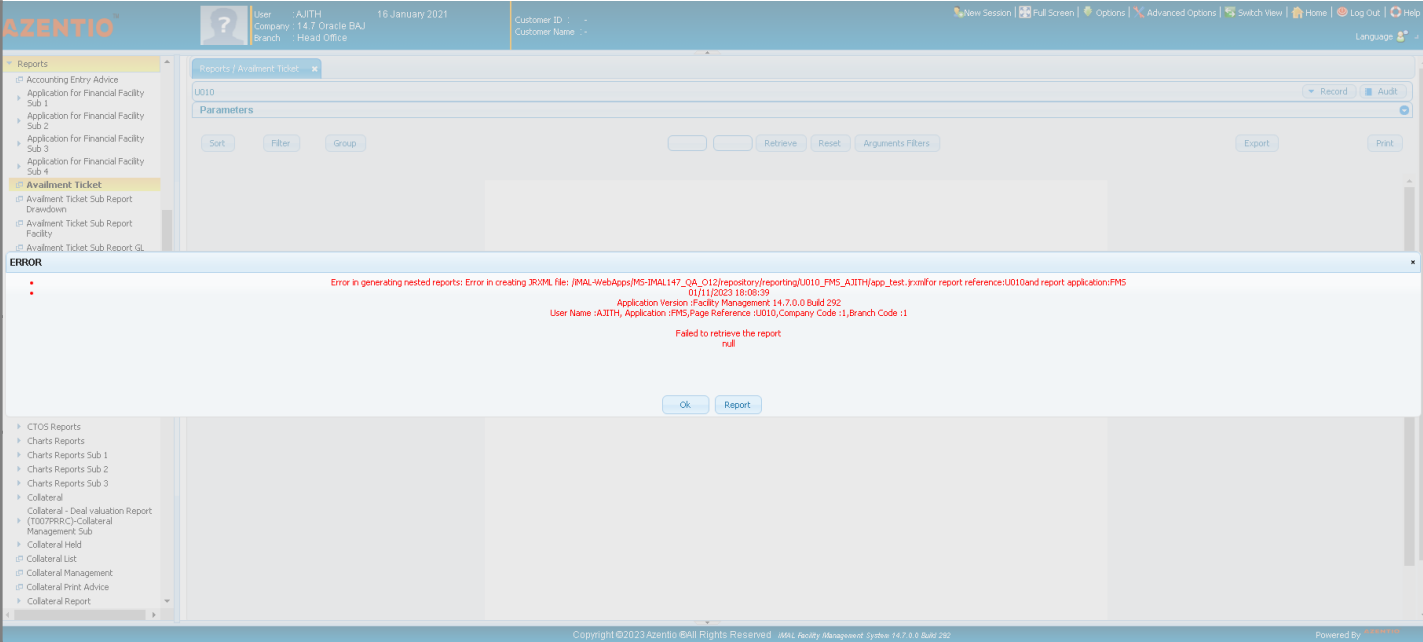 AZENTIO
User : AJITH 16 January 2021
Company : 14.7 Oracle BAJ
Branch : Head Office
Customer ID : -
Customer Name : -
New Session | Full Screen | Options | Advanced Options | Switch View | Home | Log Out | Help
Language
Reports
Accounting Entry Advice
Application for Financial Facility
Sub 1
Application for Financial Facility
Sub 2
Application for Financial Facility
Sub 3
Application for Financial Facility
Sub 4
Availment Ticket
Availment Ticket Sub Report
Drawdown
Availment Ticket Sub Report
Facility
Availment Ticket Sub Report GL
Reports / Availment Ticket ×
U010
Record Audit
Parameters
Sort Filter Group Retrieve Reset Arguments Filters Export Print
ERROR ×
Error in generating nested reports: Error in creating JRXML file: /iMAL-WebApps/MS-IMAL147_QA_O12/repository/reporting/U010_FMS_AJITH/app_test.jrxmlfor report reference:U010and report application:FMS
01/11/2023 18:08:39
Application Version :Facility Management 14.7.0.0 Build 292
User Name :AJITH, Application :FMS,Page Reference :U010,Company Code :1,Branch Code :1
Failed to retrieve the report
null
Ok Report
CTOS Reports
Charts Reports
Charts Reports Sub 1
Charts Reports Sub 2
Charts Reports Sub 3
Collateral
Collateral - Deal valuation Report
(T007PRRC)-Collateral
Management Sub
Collateral Held
Collateral List
Collateral Management
Collateral Print Advice
Collateral Report
Copyright ©2023 Azentio ®All Rights Reserved iMAL Facility Management System 14.7.0.0 Build 292
Powered By AZENTIO